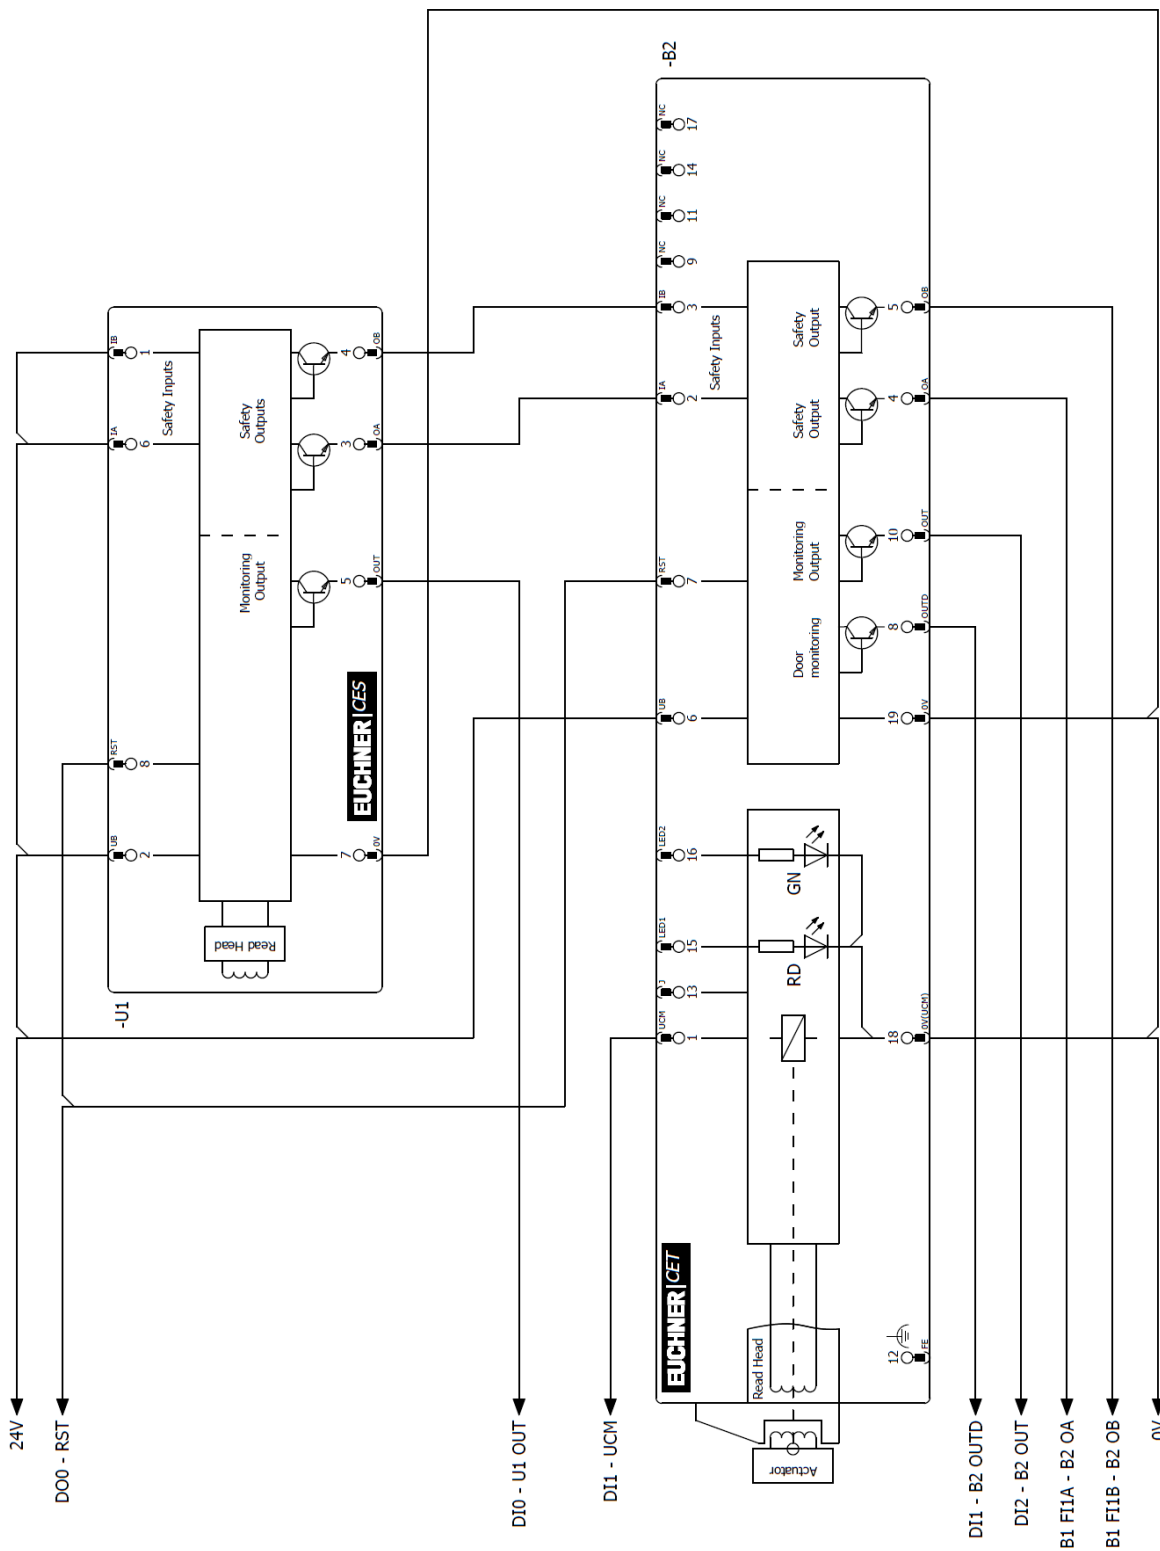 -B2
NC
17
NC
14
NC
11
NC
9
IB
3
IA
2
Safety Inputs
RST
7
UB
6
LED2
16
LED1
15
J
13
UCM
1
Safety
Output
Safety
Output
Monitoring
Output
Door
monitoring
5
OB
4
OA
10
OUT
8
OUTD
19
0V
GN
RD
18
0V(UCM)
12
FE
EUCHNER|CET
Read Head
Actuator
IB
1
IA
6
Safety Inputs
Safety
Outputs
Monitoring
Output
4
OB
3
OA
5
OUT
RST
8
UB
2
7
0V
EUCHNER|CES
Read Head
-U1
24V
DO0 - RST
DI0 - U1 OUT
DI1 - UCM
DI1 - B2 OUTD
DI2 - B2 OUT
B1 FI1A - B2 OA
B1 FI1B - B2 OB
0V